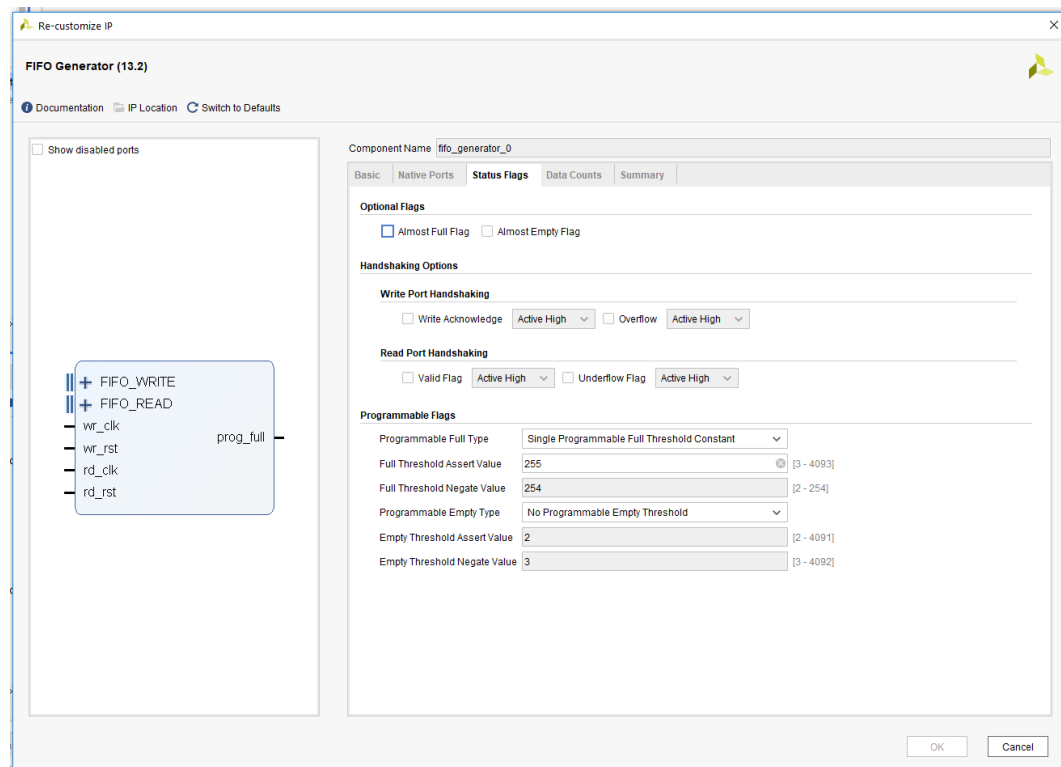 Re-customize IP
FIFO Generator (13.2)
Documentation IP Location Switch to Defaults
Show disabled ports
FIFO_WRITE
FIFO_READ
wr_clk
wr_rst
rd_clk
rd_rst
prog_full
Component Name fifo_generator_0
Basic Native Ports Status Flags Data Counts Summary
Optional Flags
Almost Full Flag Almost Empty Flag
Handshaking Options
Write Port Handshaking
Write Acknowledge Active High Overflow Active High
Read Port Handshaking
Valid Flag Active High Underflow Flag Active High
Programmable Flags
Programmable Full Type Single Programmable Full Threshold Constant
Full Threshold Assert Value 255 [3 - 4093]
Full Threshold Negate Value 254 [2 - 254]
Programmable Empty Type No Programmable Empty Threshold
Empty Threshold Assert Value 2 [2 - 4091]
Empty Threshold Negate Value 3 [3 - 4092]
OK Cancel